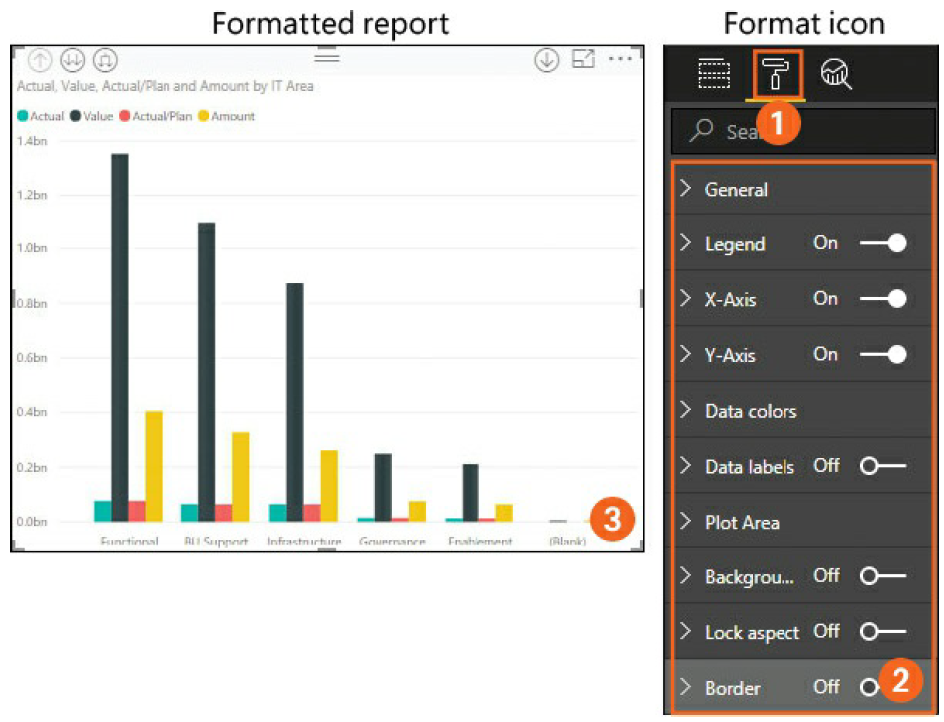 Formatted report
Format icon
Actual, Value, Actual/Plan and Amount by IT Area
Actual Value Actual/Plan Amount
1.4bn
1.2bn
1.0bn
0.8bn
0.6bn
0.4bn
0.2bn
0.0bn
Functional BU Support Infrastructure Governance Enablement (Blank)
3
1
Sea
General
Legend On
X-Axis On
Y-Axis On
Data colors
Data labels Off
Plot Area
Backgrou... Off
Lock aspect Off
Border Off
2